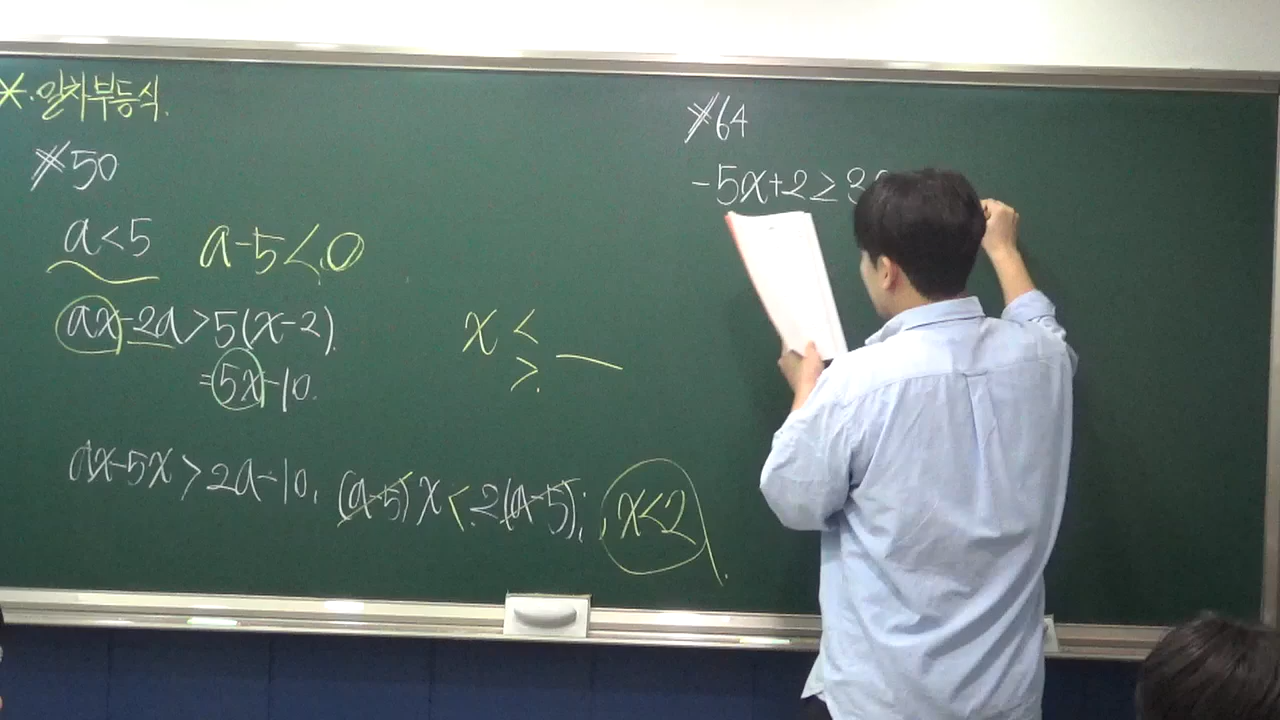 ※.일차부등식.
※50
a<5 a-5<0
ax-2a>5(x-2).
=5x-10.
x <
>.
ax-5x>2a-10, (a-5)x<2(a-5); x<2
※64
-5x+2≥3